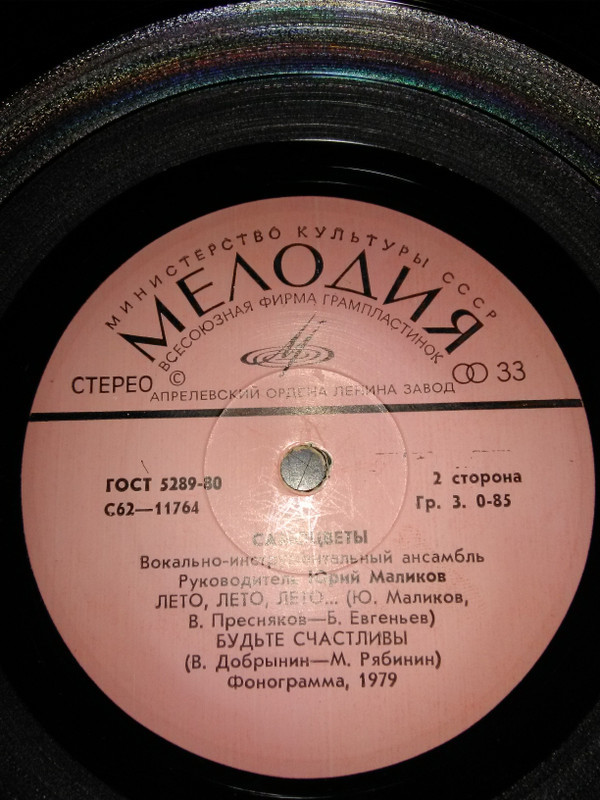 МИНИСТЕРСТВО КУЛЬТУРЫ СССР
МЕЛОДИЯ
ВСЕСОЮЗНАЯ ФИРМА ГРАМПЛАСТИНОК
СТЕРЕО © 33
АПРЕЛЕВСКИЙ ОРДЕНА ЛЕНИНА ЗАВОД
ГОСТ 5289-80 2 сторона
С62—11764 Гр. 3. 0-85
САМОЦВЕТЫ
Вокально-инструментальный ансамбль
Руководитель Юрий Маликов
ЛЕТО, ЛЕТО, ЛЕТО... (Ю. Маликов,
В. Пресняков—Б. Евгеньев)
БУДЬТЕ СЧАСТЛИВЫ
(В. Добрынин—М. Рябинин)
Фонограмма, 1979